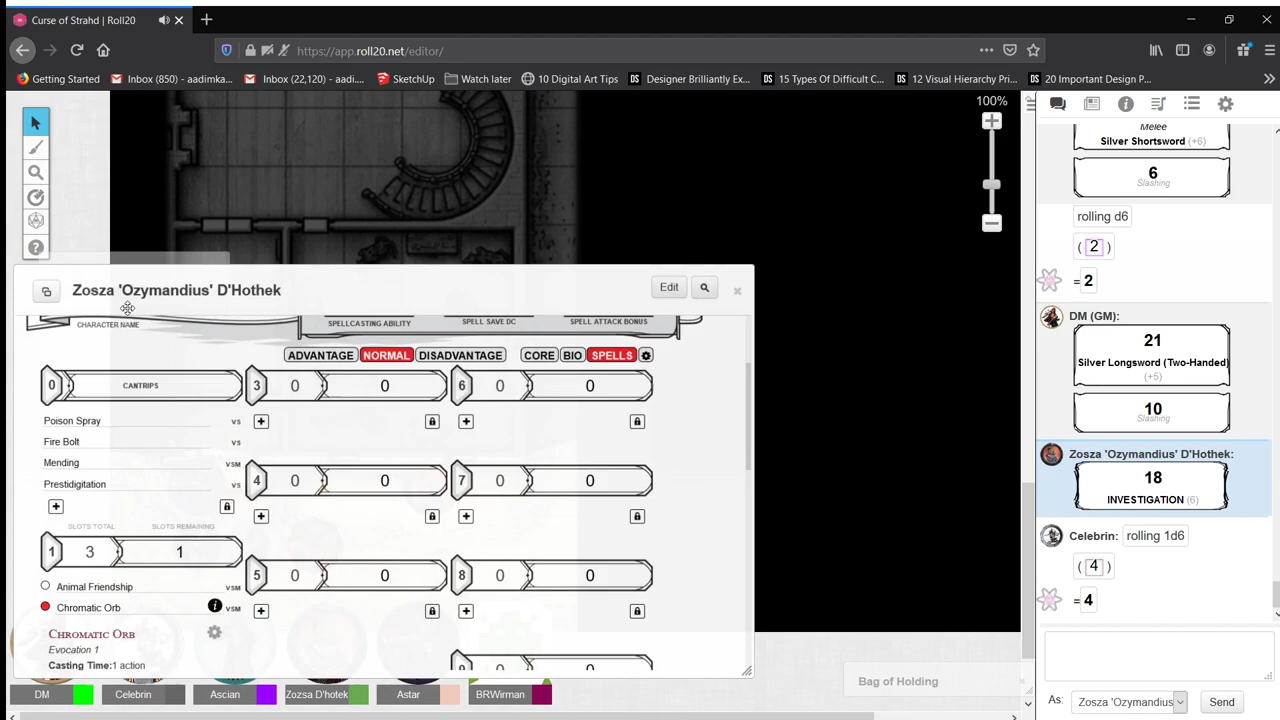 Curse of Strahd | Roll20
https://app.roll20.net/editor/
Getting Started
Inbox (850) - aadimka...
Inbox (22,120) - aadi...
SketchUp
Watch later
10 Digital Art Tips
Designer Brilliantly Ex...
15 Types Of Difficult C...
12 Visual Hierarchy Pri...
20 Important Design P...
100%
Zosza 'Ozymandius' D'Hothek
Edit
CHARACTER NAME
SPELLCASTING ABILITY
SPELL SAVE DC
SPELL ATTACK BONUS
ADVANTAGE NORMAL DISADVANTAGE
CORE BIO SPELLS
0 CANTRIPS
Poison Spray VS
Fire Bolt VS
Mending VSM
Prestidigitation VS
SLOTS TOTAL SLOTS REMAINING
1 3 1
Animal Friendship VSM
Chromatic Orb VSM
CHROMATIC ORB
Evocation 1
Casting Time:1 action
3 0 0
4 0 0
5 0 0
6 0 0
7 0 0
8 0 0
9 0 0
Bag of Holding
DM
Celebrin
Ascian
Zozsa D'hotek
Astar
BRWirman
Melee
Silver Shortsword (+6)
6
Slashing
rolling d6
( 2 )
= 2
DM (GM):
21
Silver Longsword (Two-Handed)
(+5)
10
Slashing
Zosza 'Ozymandius' D'Hothek:
18
INVESTIGATION (6)
Celebrin: rolling 1d6
( 4 )
= 4
As:
Zosza 'Ozymandius
Send